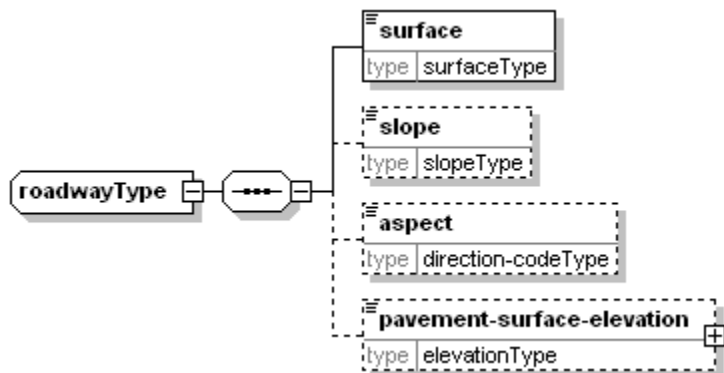 surface
type surfaceType
slope
type slopeType
roadwayType
aspect
type direction-codeType
pavement-surface-elevation
type elevationType